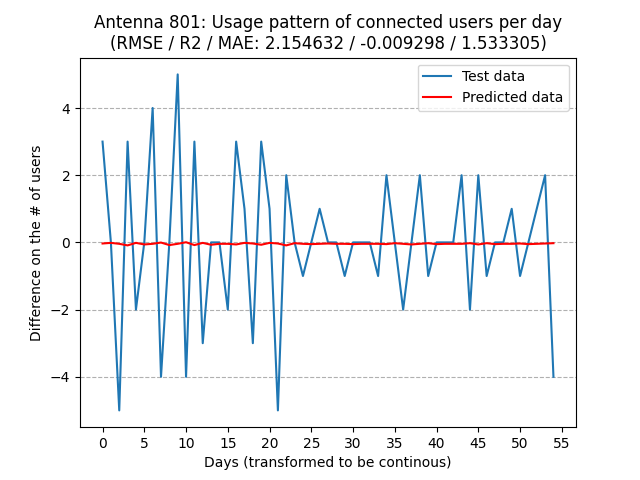 Antenna 801: Usage pattern of connected users per day
(RMSE / R2 / MAE: 2.154632 / -0.009298 / 1.533305)
Test data
Predicted data
4
2
0
−2
−4
Difference on the # of users
0 5 10 15 20 25 30 35 40 45 50 55
Days (transformed to be continous)